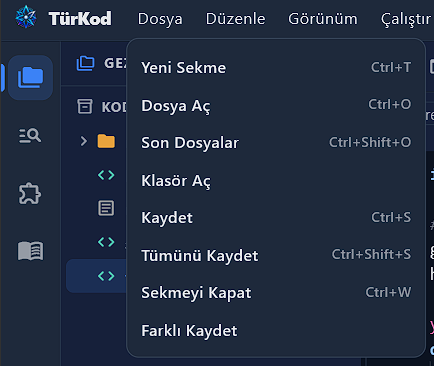 TürKod Dosya Düzenle Görünüm Çalıştır
Yeni Sekme Ctrl+T
Dosya Aç Ctrl+O
Son Dosyalar Ctrl+Shift+O
Klasör Aç
Kaydet Ctrl+S
Tümünü Kaydet Ctrl+Shift+S
Sekmeyi Kapat Ctrl+W
Farklı Kaydet